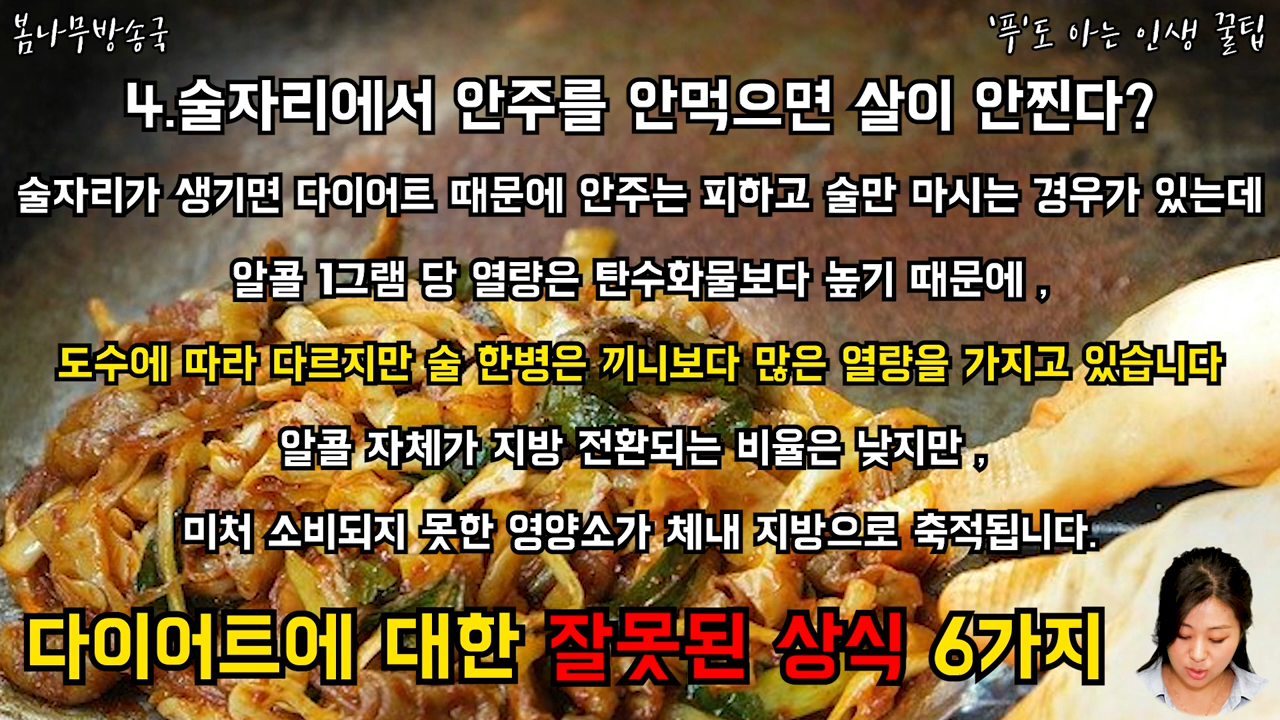 봄나무방송국
'푸'도 아는 인생 꿀팁
4.술자리에서 안주를 안먹으면 살이 안찐다?
술자리가 생기면 다이어트 때문에 안주는 피하고 술만 마시는 경우가 있는데
알콜 1그램 당 열량은 탄수화물보다 높기 때문에 ,
도수에 따라 다르지만 술 한병은 끼니보다 많은 열량을 가지고 있습니다
알콜 자체가 지방 전환되는 비율은 낮지만 ,
미처 소비되지 못한 영양소가 체내 지방으로 축적됩니다.
다이어트에 대한 잘못된 상식 6가지